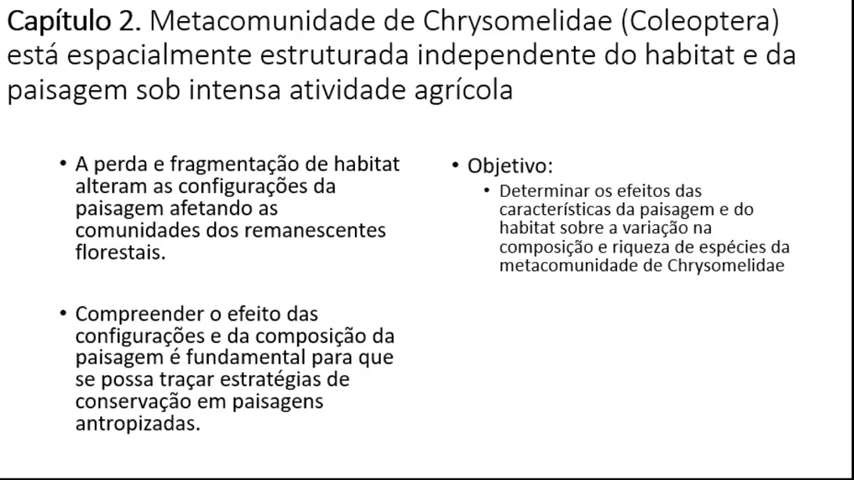 Capítulo 2. Metacomunidade de Chrysomelidae (Coleoptera)
está espacialmente estruturada independente do habitat e da
paisagem sob intensa atividade agrícola
• A perda e fragmentação de habitat
alteram as configurações da
paisagem afetando as
comunidades dos remanescentes
florestais.
• Compreender o efeito das
configurações e da composição da
paisagem é fundamental para que
se possa traçar estratégias de
conservação em paisagens
antropizadas.
• Objetivo:
• Determinar os efeitos das
características da paisagem e do
habitat sobre a variação na
composição e riqueza de espécies da
metacomunidade de Chrysomelidae